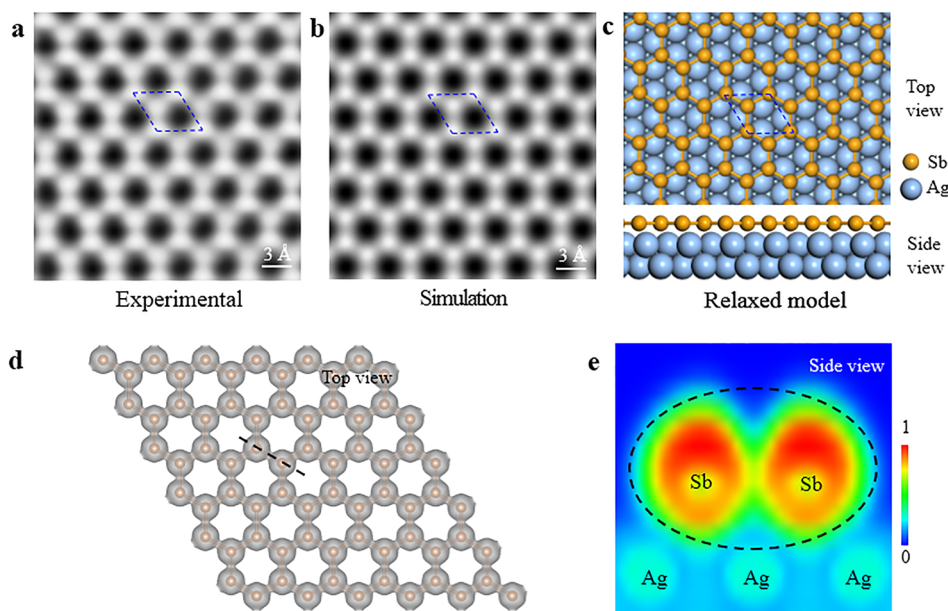 a
b
c
3 Å
3 Å
Top
view
Sb
Ag
Side
view
Experimental
Simulation
Relaxed model
d
Top view
e
Side view
1
Sb
Sb
0
Ag
Ag
Ag